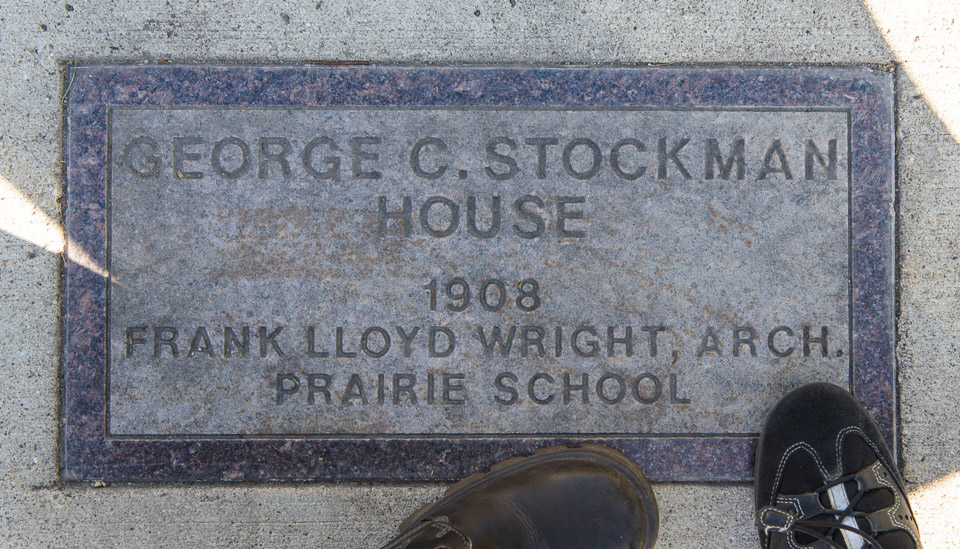 GEORGE C. STOCKMAN
HOUSE
1908
FRANK LLOYD WRIGHT, ARCH.
PRAIRIE SCHOOL